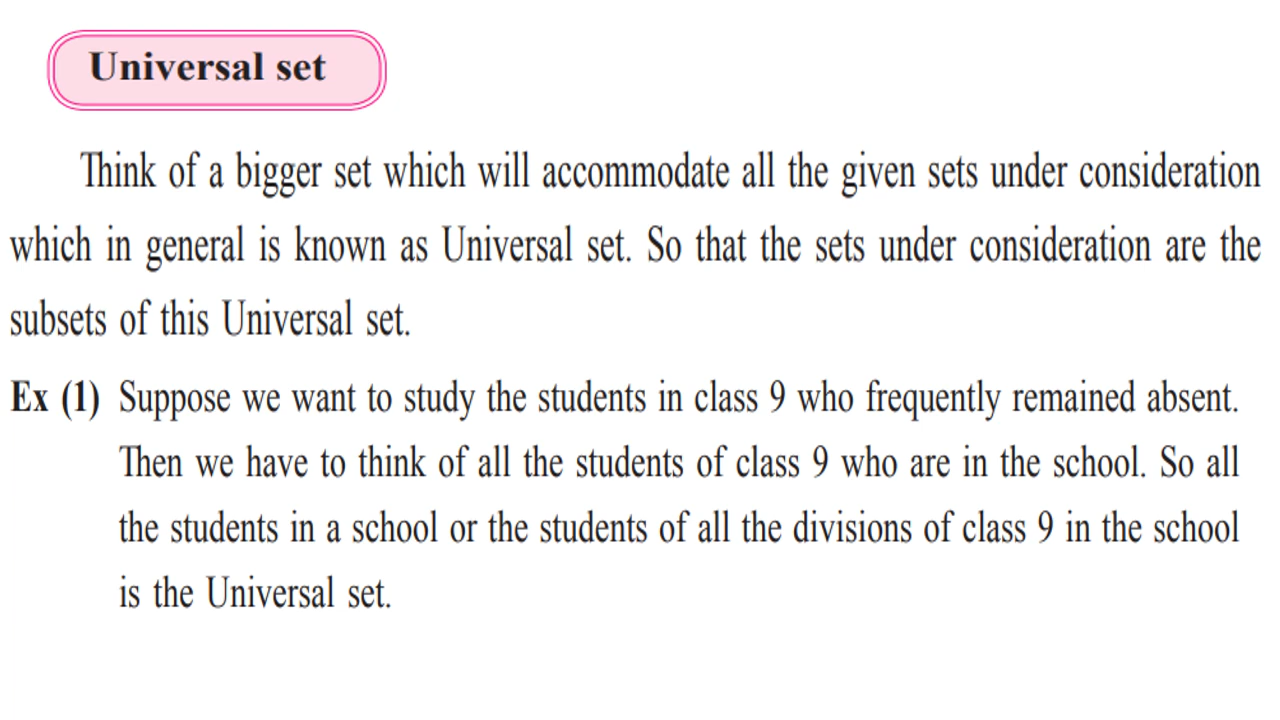 Universal set
Think of a bigger set which will accommodate all the given sets under consideration
which in general is known as Universal set. So that the sets under consideration are the
subsets of this Universal set.
Ex (1) Suppose we want to study the students in class 9 who frequently remained absent.
Then we have to think of all the students of class 9 who are in the school. So all
the students in a school or the students of all the divisions of class 9 in the school
is the Universal set.